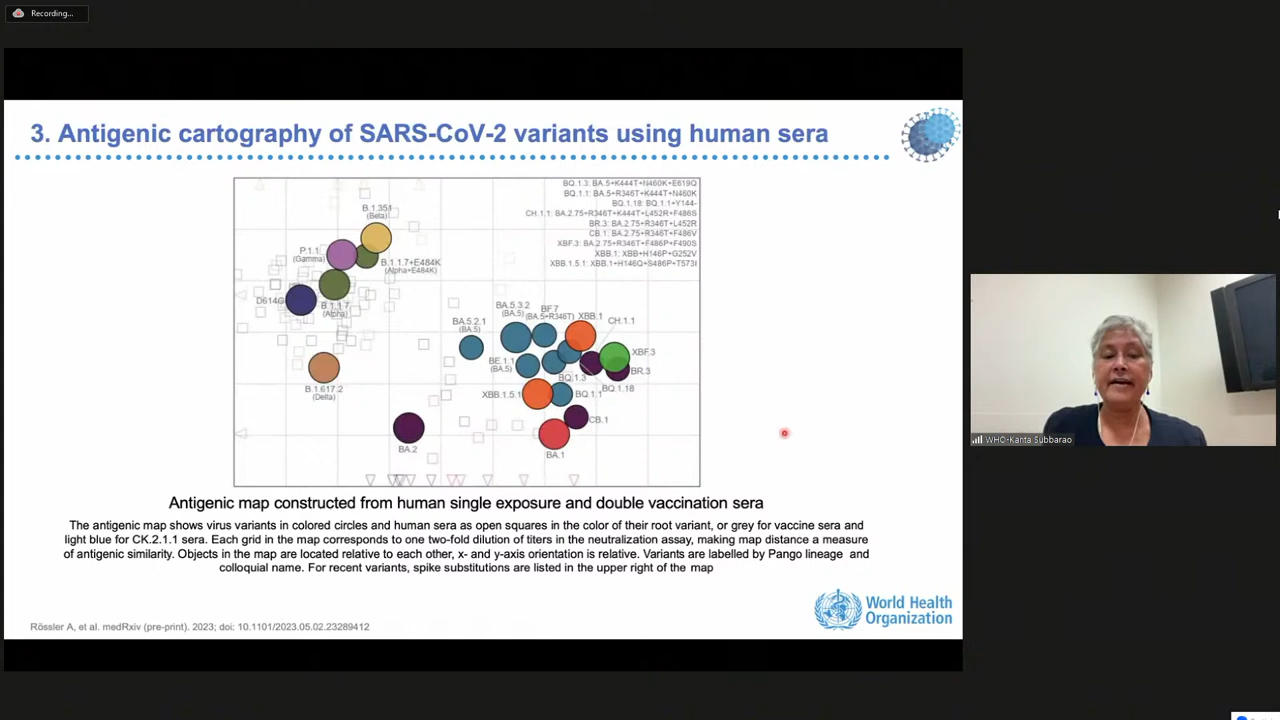 Recording...
3. Antigenic cartography of SARS-CoV-2 variants using human sera
BQ.1.3: BA.5+K444T+N460K+E619Q
BQ.1.1: BA.5+R346T+K444T+N460K
BQ.1.18: BQ.1.1+Y144-
CH.1.1: BA.2.75+R346T+K444T+L452R+F486S
BR.3: BA.2.75+R346T+L452R
CB.1: BA.2.75+R346T+F486V
XBF.3: BA.2.75+R346T+F486P+F490S
XBB.1: XBB+H146P+G252V
XBB.1.5.1: XBB.1+H146Q+S486P+T573I
B.1.351
(Beta)
P.1.1
(Gamma)
B.1.1.7+E484K
(Alpha+E484K)
D614G
B.1.1.7
(Alpha)
B.1.617.2
(Delta)
BA.5.3.2
(BA.5)
BF.7
(BA.5+R346T)
XBB.1
CH.1.1
BA.5.2.1
(BA.5)
XBF.3
BE.1.1
(BA.5)
BR.3
BQ.1.3
BQ.1.18
XBB.1.5.1
BQ.1.1
CB.1
BA.2
BA.1
Antigenic map constructed from human single exposure and double vaccination sera
The antigenic map shows virus variants in colored circles and human sera as open squares in the color of their root variant, or grey for vaccine sera and
light blue for CK.2.1.1 sera. Each grid in the map corresponds to one two-fold dilution of titers in the neutralization assay, making map distance a measure
of antigenic similarity. Objects in the map are located relative to each other, x- and y-axis orientation is relative. Variants are labelled by Pango lineage and
colloquial name. For recent variants, spike substitutions are listed in the upper right of the map
World Health
Organization
Rössler A, et al. medRxiv (pre-print). 2023; doi: 10.1101/2023.05.02.23289412
WHO-Kanta Subbarao